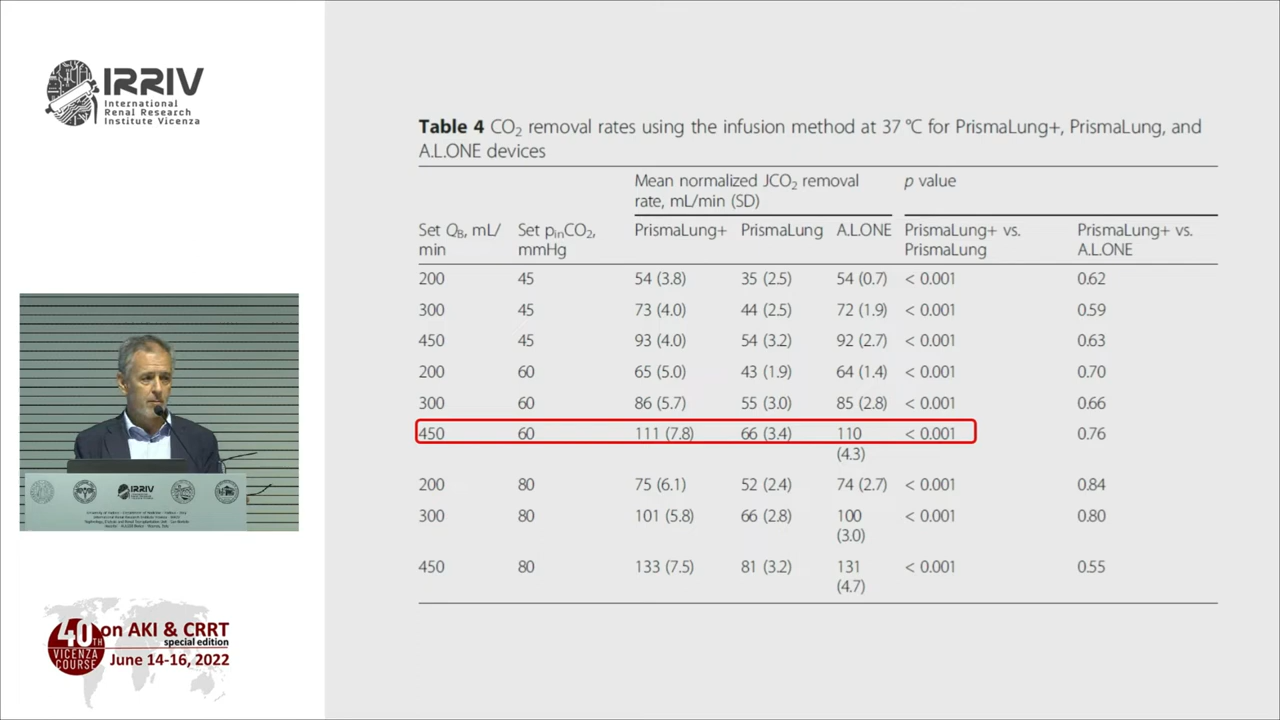 IRRIV
International
Renal Research
Institute Vicenza
Table 4 CO₂ removal rates using the infusion method at 37 °C for PrismaLung+, PrismaLung, and
A.L.ONE devices
Mean normalized JCO₂ removal
rate, mL/min (SD)
p value
Set QB, mL/
min
Set pinCO₂,
mmHg
PrismaLung+ PrismaLung A.L.ONE PrismaLung+ vs.
PrismaLung
PrismaLung+ vs.
A.L.ONE
200 45 54 (3.8) 35 (2.5) 54 (0.7) < 0.001 0.62
300 45 73 (4.0) 44 (2.5) 72 (1.9) < 0.001 0.59
450 45 93 (4.0) 54 (3.2) 92 (2.7) < 0.001 0.63
200 60 65 (5.0) 43 (1.9) 64 (1.4) < 0.001 0.70
300 60 86 (5.7) 55 (3.0) 85 (2.8) < 0.001 0.66
450 60 111 (7.8) 66 (3.4) 110 < 0.001 0.76
(4.3)
200 80 75 (6.1) 52 (2.4) 74 (2.7) < 0.001 0.84
300 80 101 (5.8) 66 (2.8) 100 < 0.001 0.80
(3.0)
450 80 133 (7.5) 81 (3.2) 131 < 0.001 0.55
(4.7)
IRRIV
40TH
VICENZA
COURSE
on AKI & CRRT
special edition
June 14-16, 2022